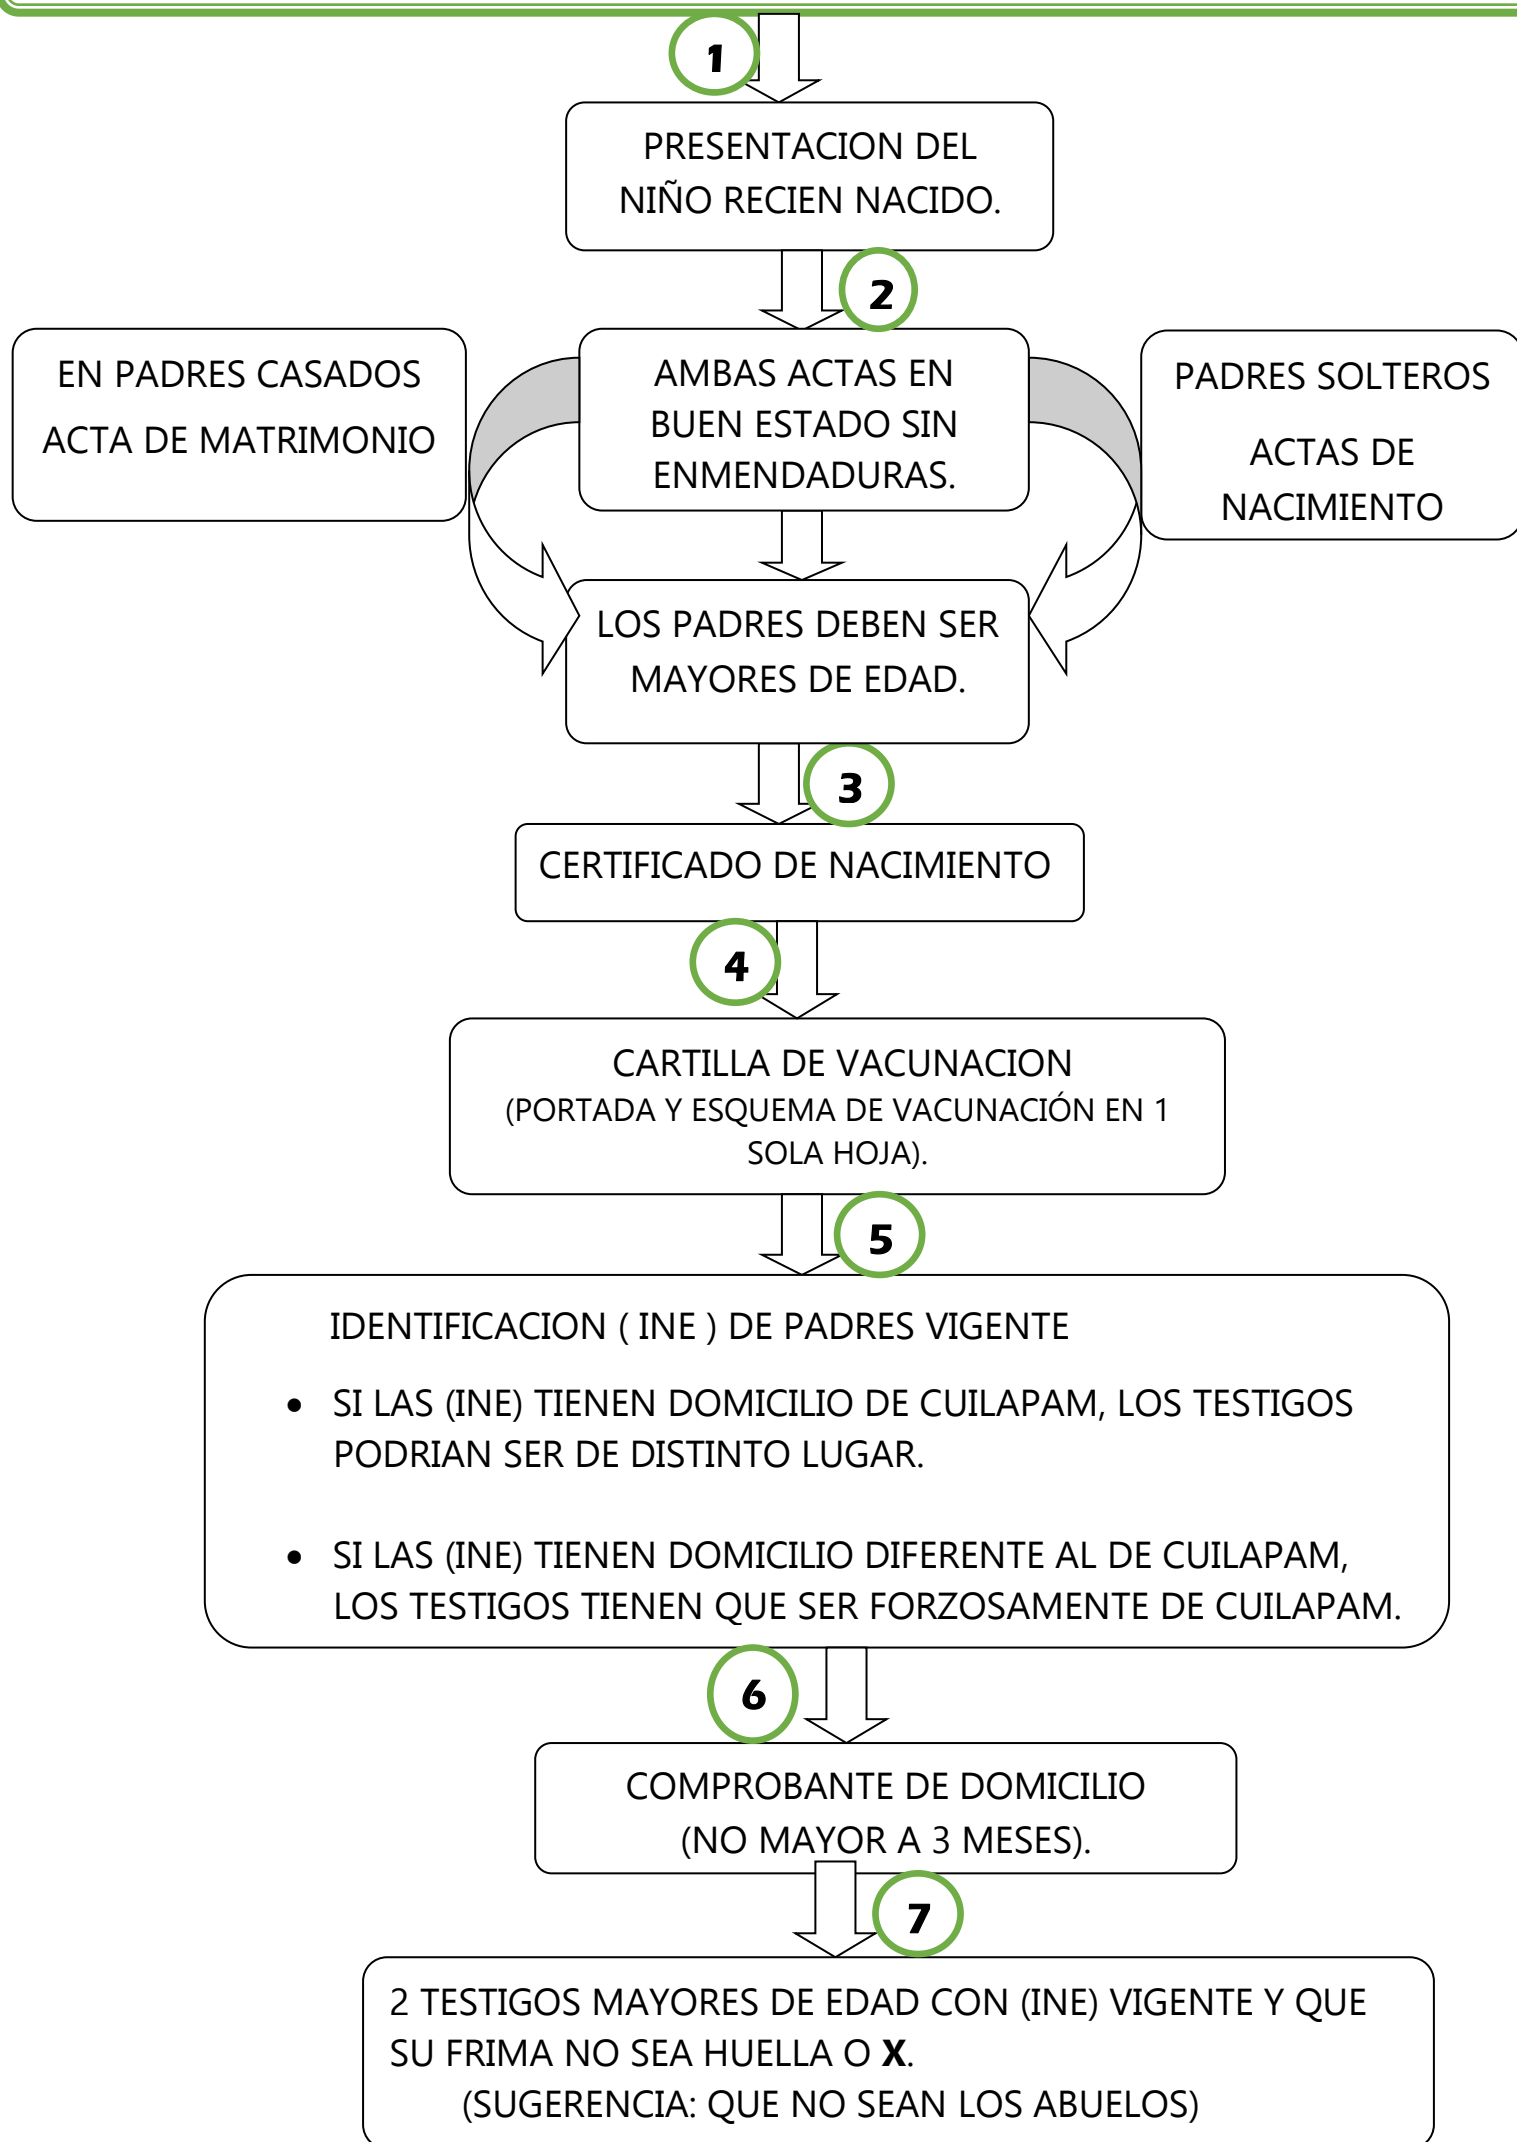 1
PRESENTACION DEL
NIÑO RECIEN NACIDO.
2
EN PADRES CASADOS
ACTA DE MATRIMONIO
AMBAS ACTAS EN
BUEN ESTADO SIN
ENMENDADURAS.
PADRES SOLTEROS
ACTAS DE
NACIMIENTO
LOS PADRES DEBEN SER
MAYORES DE EDAD.
3
CERTIFICADO DE NACIMIENTO
4
CARTILLA DE VACUNACION
(PORTADA Y ESQUEMA DE VACUNACIÓN EN 1
SOLA HOJA).
5
IDENTIFICACION ( INE ) DE PADRES VIGENTE
• SI LAS (INE) TIENEN DOMICILIO DE CUILAPAM, LOS TESTIGOS
PODRIAN SER DE DISTINTO LUGAR.
• SI LAS (INE) TIENEN DOMICILIO DIFERENTE AL DE CUILAPAM,
LOS TESTIGOS TIENEN QUE SER FORZOSAMENTE DE CUILAPAM.
6
COMPROBANTE DE DOMICILIO
(NO MAYOR A 3 MESES).
7
2 TESTIGOS MAYORES DE EDAD CON (INE) VIGENTE Y QUE
SU FRIMA NO SEA HUELLA O X.
(SUGERENCIA: QUE NO SEAN LOS ABUELOS)